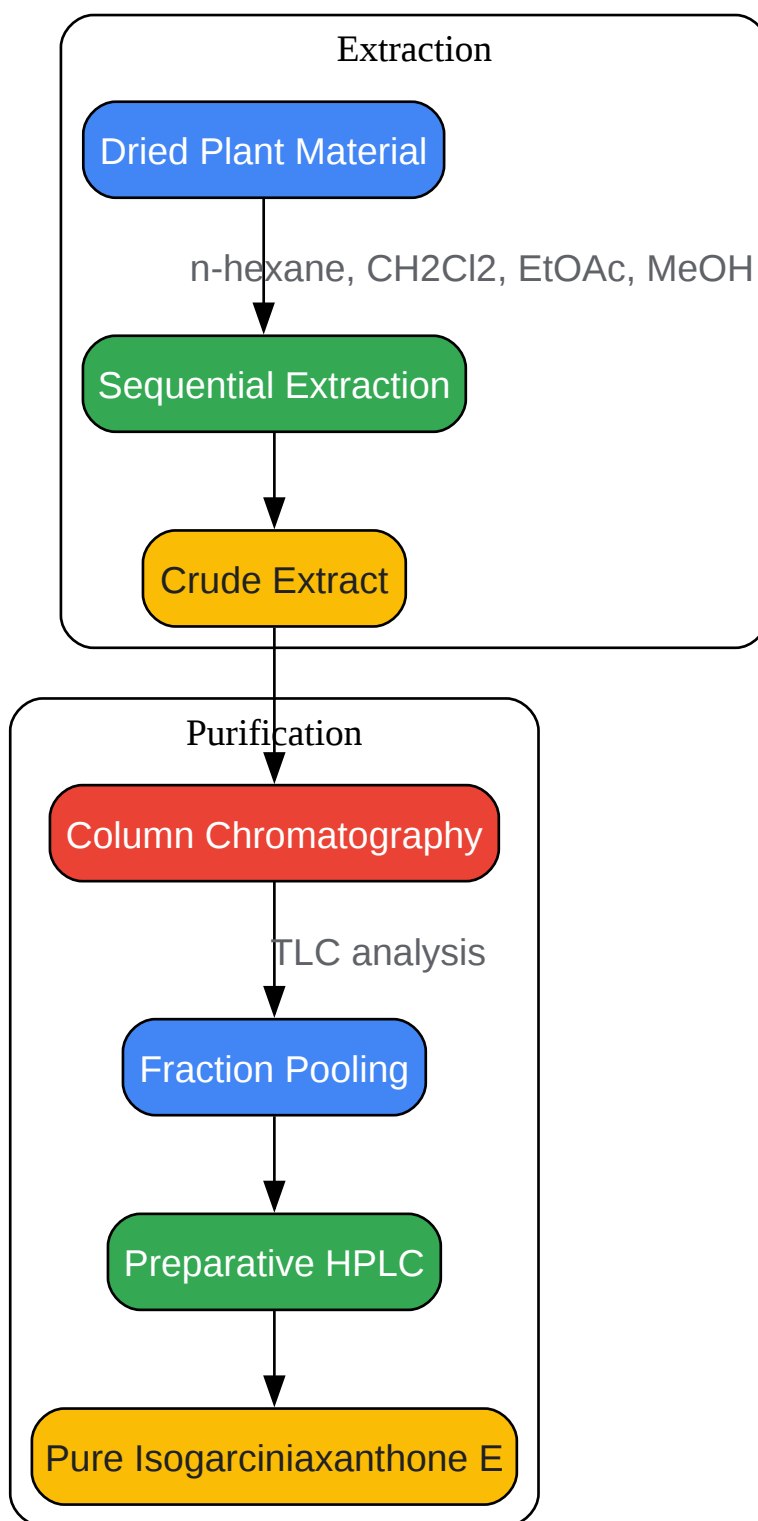 Extraction
Dried Plant Material
n-hexane, CH2Cl2, EtOAc, MeOH
Sequential Extraction
Crude Extract
Purification
Column Chromatography
TLC analysis
Fraction Pooling
Preparative HPLC
Pure Isogarciniaxanthone E